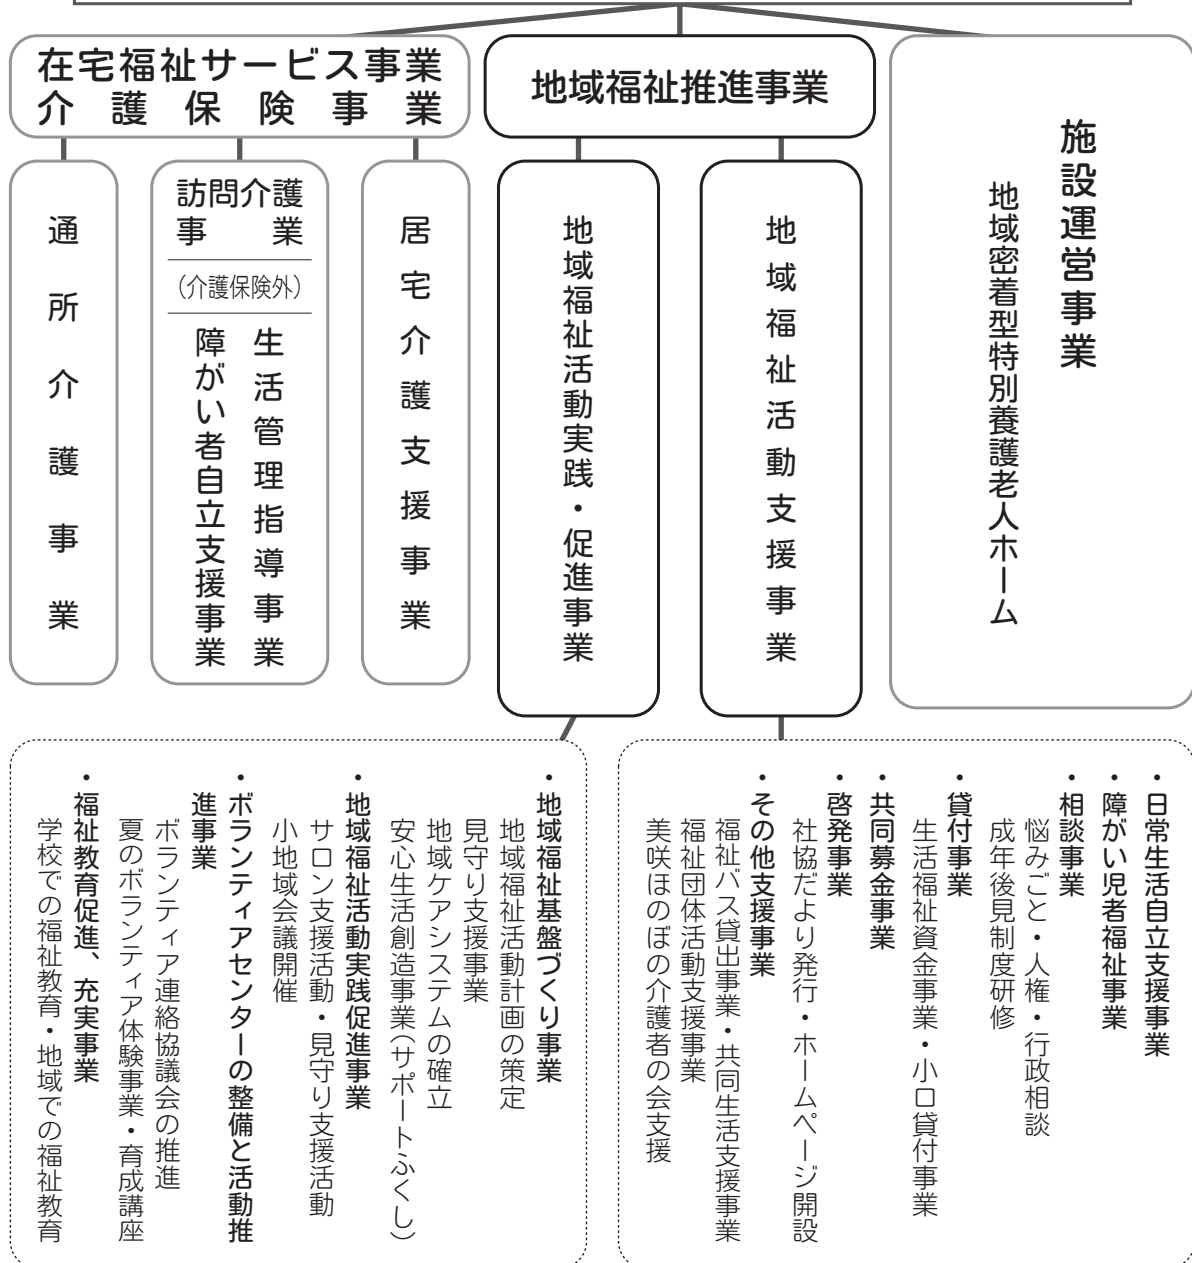 在宅福祉サービス事業
介護保険事業
地域福祉推進事業
施設運営事業
地域密着型特別養護老人ホーム
地域福祉活動支援事業
地域福祉活動実践・促進事業
居宅介護支援事業
訪問介護
事業
(介護保険外)
生活管理指導事業
障がい者自立支援事業
通所介護事業
・日常生活自立支援事業
・障がい児者福祉事業
・相談事業
悩みごと・人権・行政相談
成年後見制度研修
・貸付事業
生活福祉資金事業・小口貸付事業
・共同募金事業
・啓発事業
社協だより発行・ホームページ開設
・その他支援事業
福祉バス貸出事業・共同生活支援事業
福祉団体活動支援事業
美咲ほのぼの介護者の会支援
・地域福祉基盤づくり事業
地域福祉活動計画の策定
見守り支援事業
地域ケアシステムの確立
安心生活創造事業(サポートふくし)
・地域福祉活動実践促進事業
サロン支援活動・見守り支援活動
小地域会議開催
・ボランティアセンターの整備と活動推
進事業
ボランティア連絡協議会の推進
夏のボランティア体験事業・育成講座
・福祉教育促進、充実事業
学校での福祉教育・地域での福祉教育